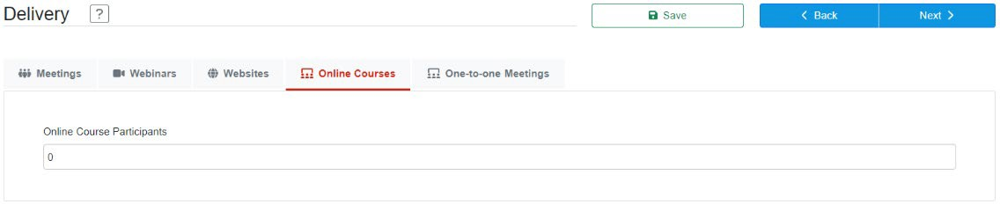 Delivery ? Save Back Next
Meetings Webinars Websites Online Courses One-to-one Meetings
Online Course Participants
0